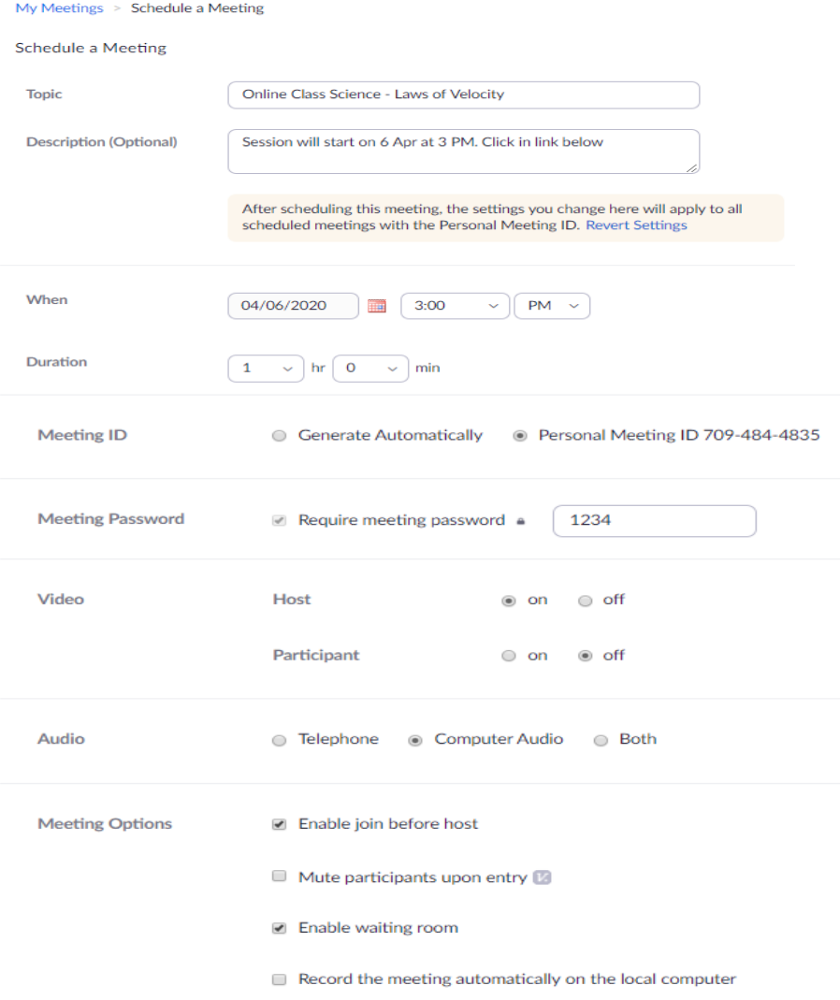 My Meetings > Schedule a Meeting
Schedule a Meeting
Topic Online Class Science - Laws of Velocity
Description (Optional) Session will start on 6 Apr at 3 PM. Click in link below
After scheduling this meeting, the settings you change here will apply to all
scheduled meetings with the Personal Meeting ID. Revert Settings
When 04/06/2020 3:00 PM
Duration 1 hr 0 min
Meeting ID Generate Automatically Personal Meeting ID 709-484-4835
Meeting Password Require meeting password 1234
Video Host on off
Participant on off
Audio Telephone Computer Audio Both
Meeting Options Enable join before host
Mute participants upon entry
Enable waiting room
Record the meeting automatically on the local computer